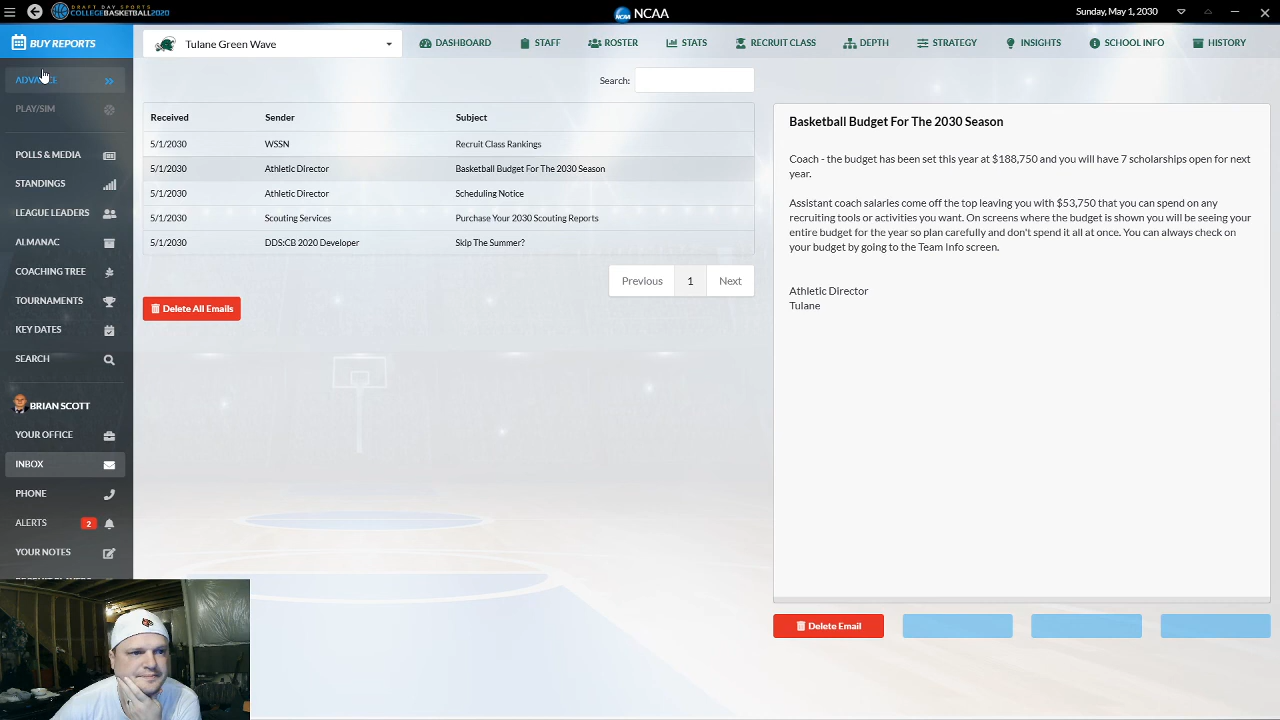 DRAFT DAY SPORTS
COLLEGE BASKETBALL 2020
NCAA
NCAA
Sunday, May 1, 2030
BUY REPORTS
Tulane Green Wave
DASHBOARD
STAFF
ROSTER
STATS
RECRUIT CLASS
DEPTH
STRATEGY
INSIGHTS
SCHOOL INFO
HISTORY
ADVANCE
PLAY/SIM
POLLS & MEDIA
STANDINGS
LEAGUE LEADERS
ALMANAC
COACHING TREE
TOURNAMENTS
KEY DATES
SEARCH
BRIAN SCOTT
YOUR OFFICE
INBOX
PHONE
ALERTS 2
YOUR NOTES
RECRUIT PLAYERS
Search:
Received Sender Subject
5/1/2030 WSSN Recruit Class Rankings
5/1/2030 Athletic Director Basketball Budget For The 2030 Season
5/1/2030 Athletic Director Scheduling Notice
5/1/2030 Scouting Services Purchase Your 2030 Scouting Reports
5/1/2030 DDS:CB 2020 Developer Skip The Summer?
Previous 1 Next
Delete All Emails
Basketball Budget For The 2030 Season
Coach - the budget has been set this year at $188,750 and you will have 7 scholarships open for next
year.
Assistant coach salaries come off the top leaving you with $53,750 that you can spend on any
recruiting tools or activities you want. On screens where the budget is shown you will be seeing your
entire budget for the year so plan carefully and don't spend it all at once. You can always check on
your budget by going to the Team Info screen.
Athletic Director
Tulane
Delete Email